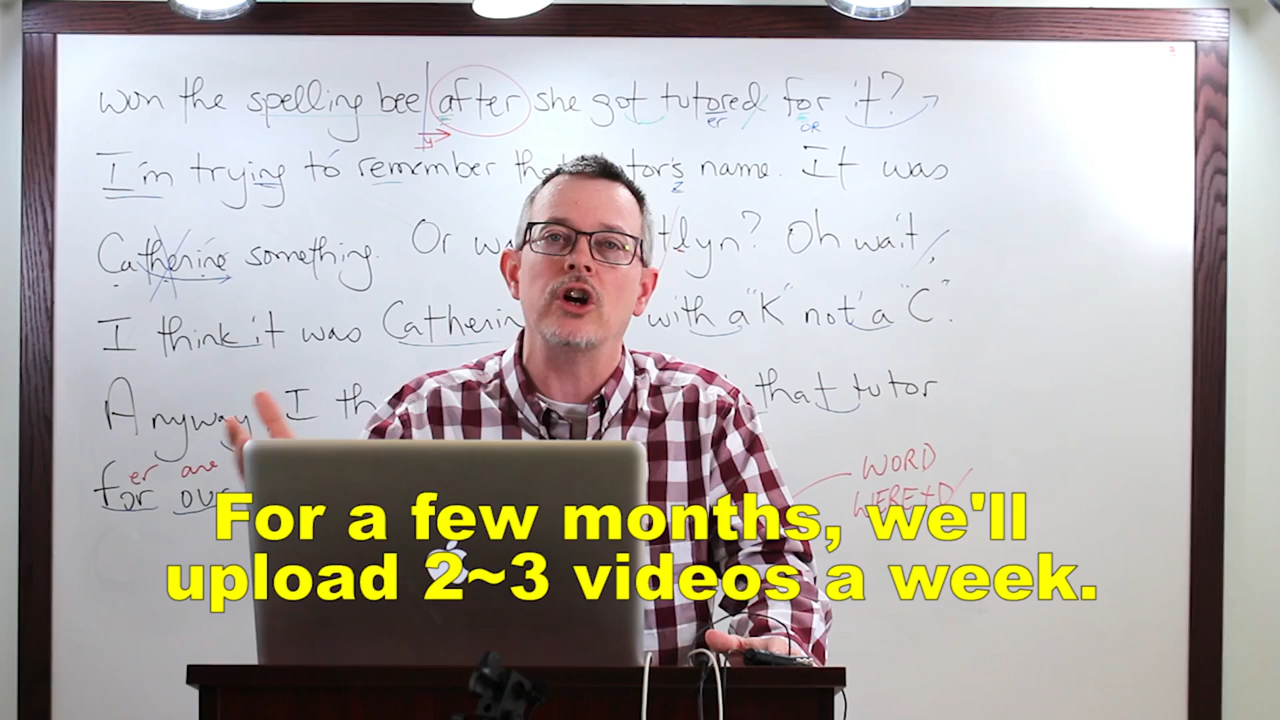 won the spelling bee after she got tutored for it?
er OR
I'm trying to remember tutor's name. It was
z
Catherine something. Or tlyn? Oh wait,
I think it was Catherin with a "K" not a "C".
Anyway I th that tutor
er are
for our
WORD
For a few months, we'll
upload 2~3 videos a week.